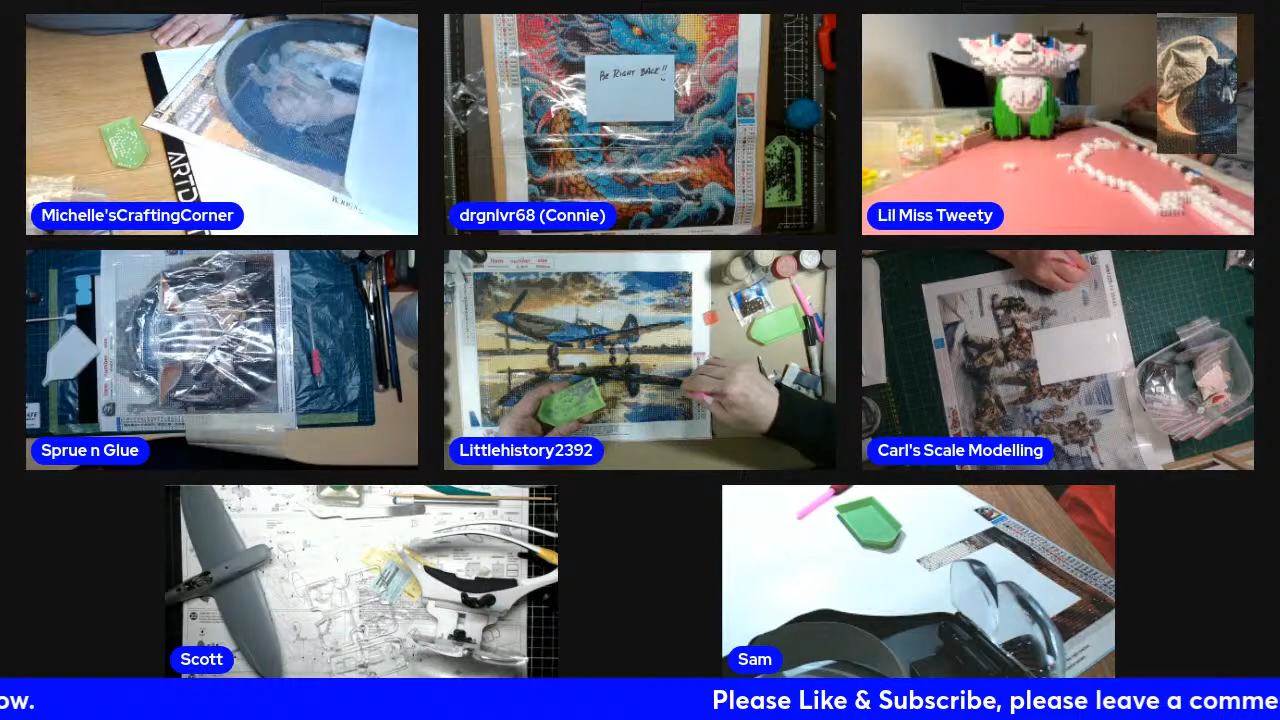 BE RIGHT BACK!!
ARTD
Michelle'sCraftingCorner
drgnlvr68 (Connie)
Lil Miss Tweety
Sprue n Glue
Littlehistory2392
Carl's Scale Modelling
Scott
Sam
ow.
Please Like & Subscribe, please leave a comme